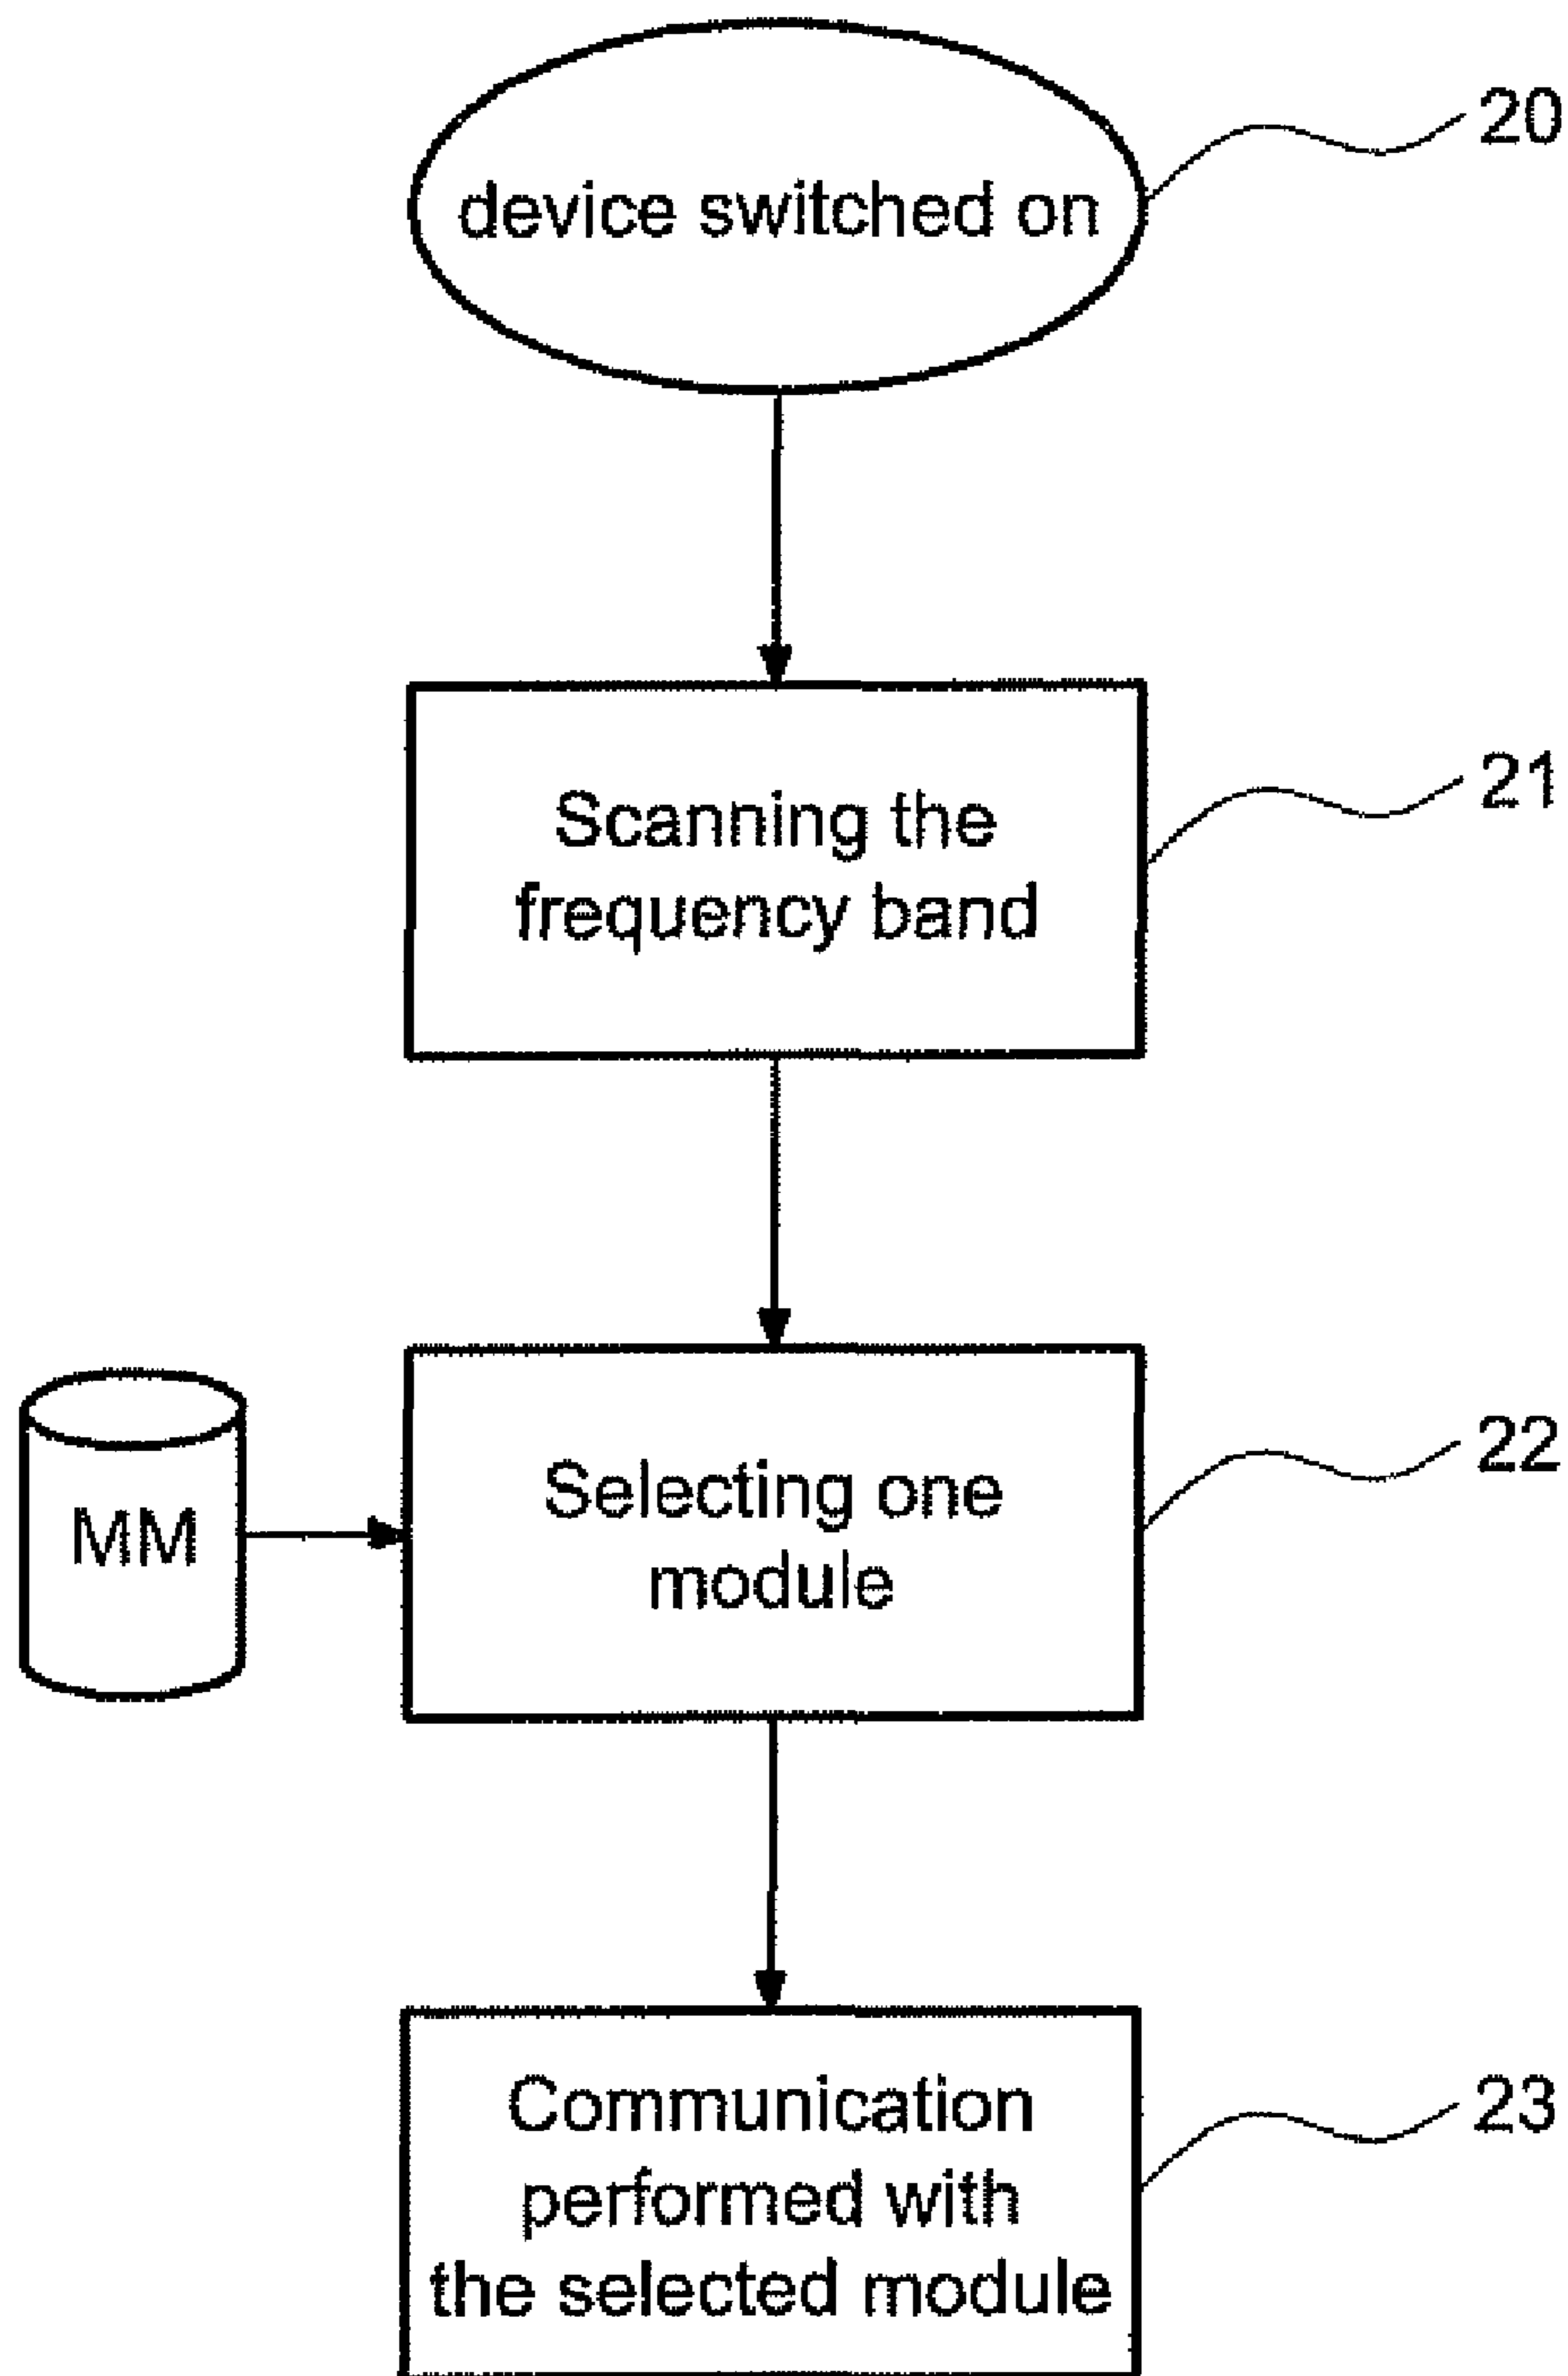 device switched on
20
Scanning the
frequency band
21
MM
Selecting one
module
22
Communication
performed with
the selected module
23